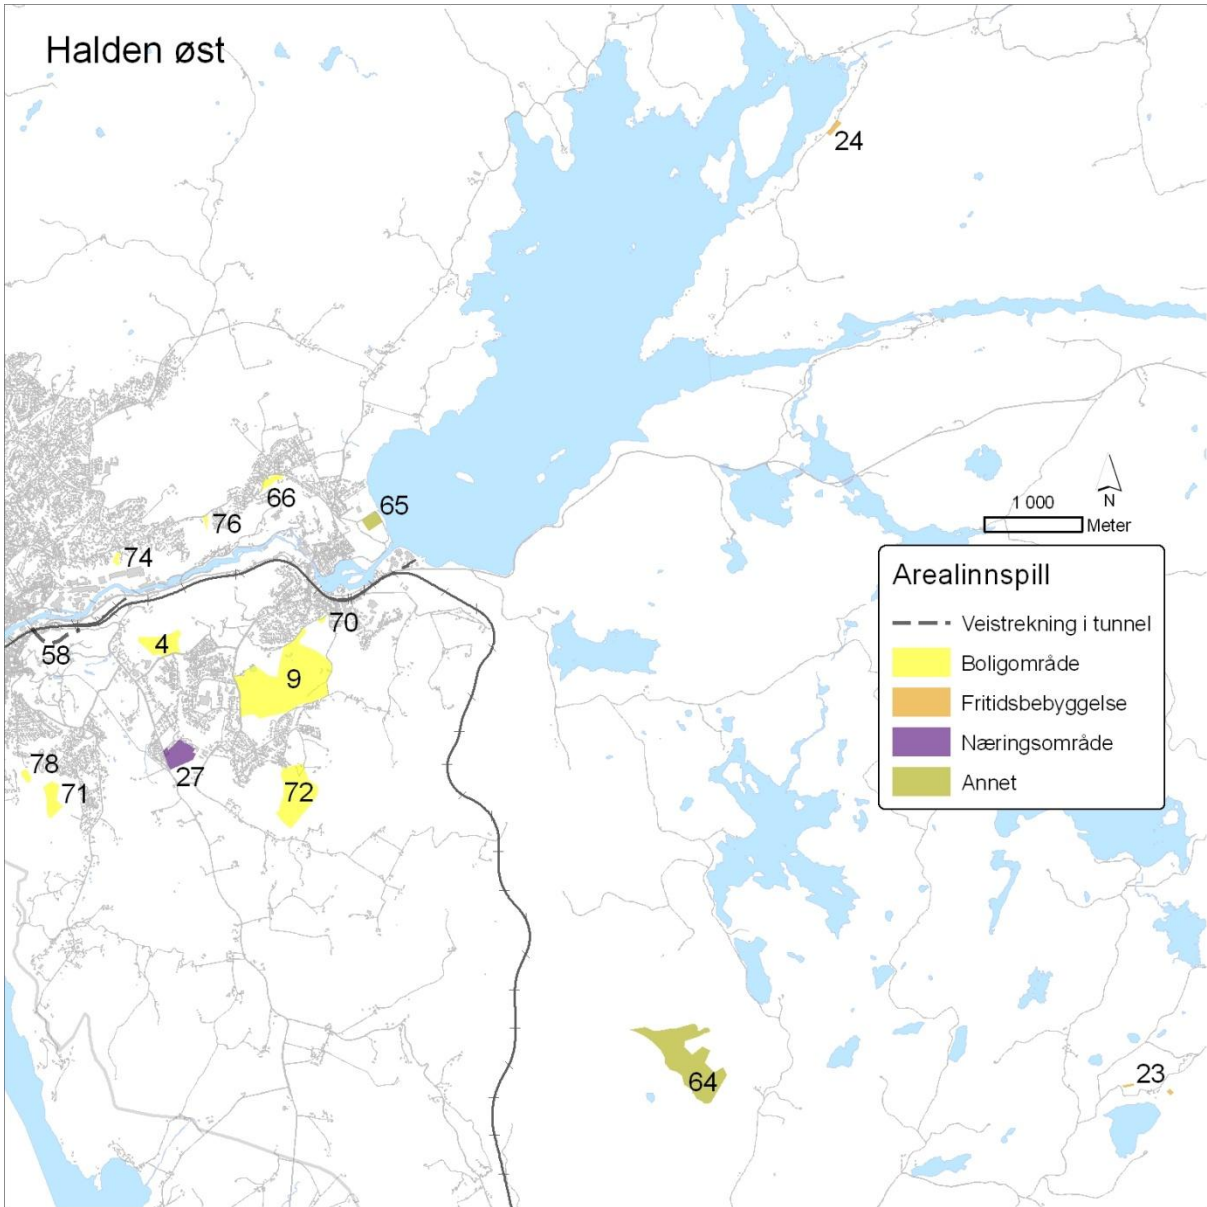 Halden øst
24
66
65
76
74
70
4
58
9
78
27
71
72
1 000
N
Meter
Arealinnspill
Veistrekning i tunnel
Boligområde
Fritidsbebyggelse
Næringsområde
Annet
64
23